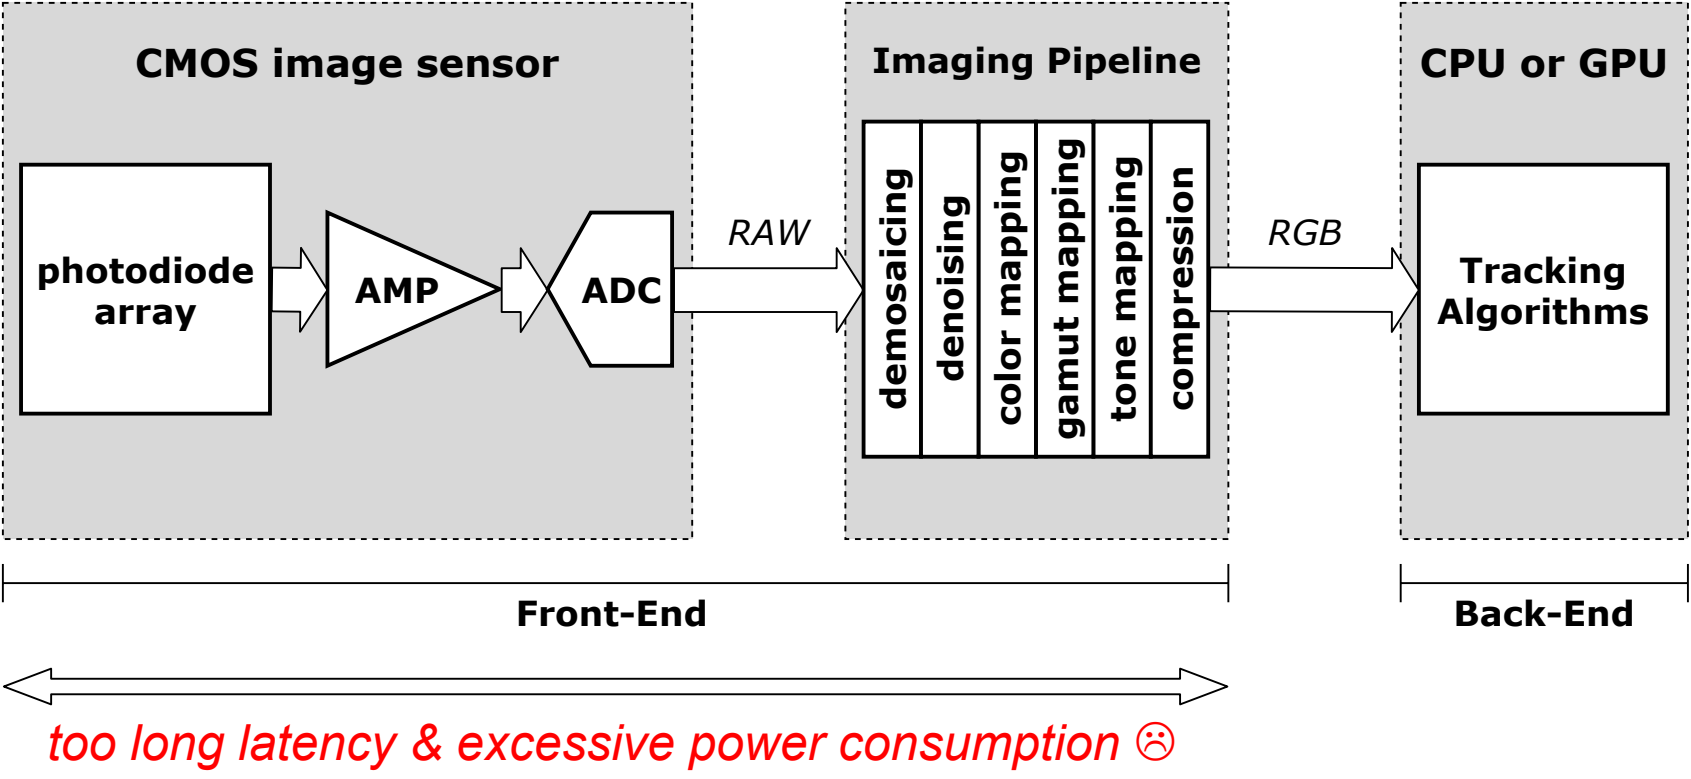 CMOS image sensor
photodiode
array
AMP
ADC
RAW
Imaging Pipeline
demosaicing
denoising
color mapping
gamut mapping
tone mapping
compression
RGB
CPU or GPU
Tracking
Algorithms
Front-End
Back-End
too long latency & excessive power consumption ☹